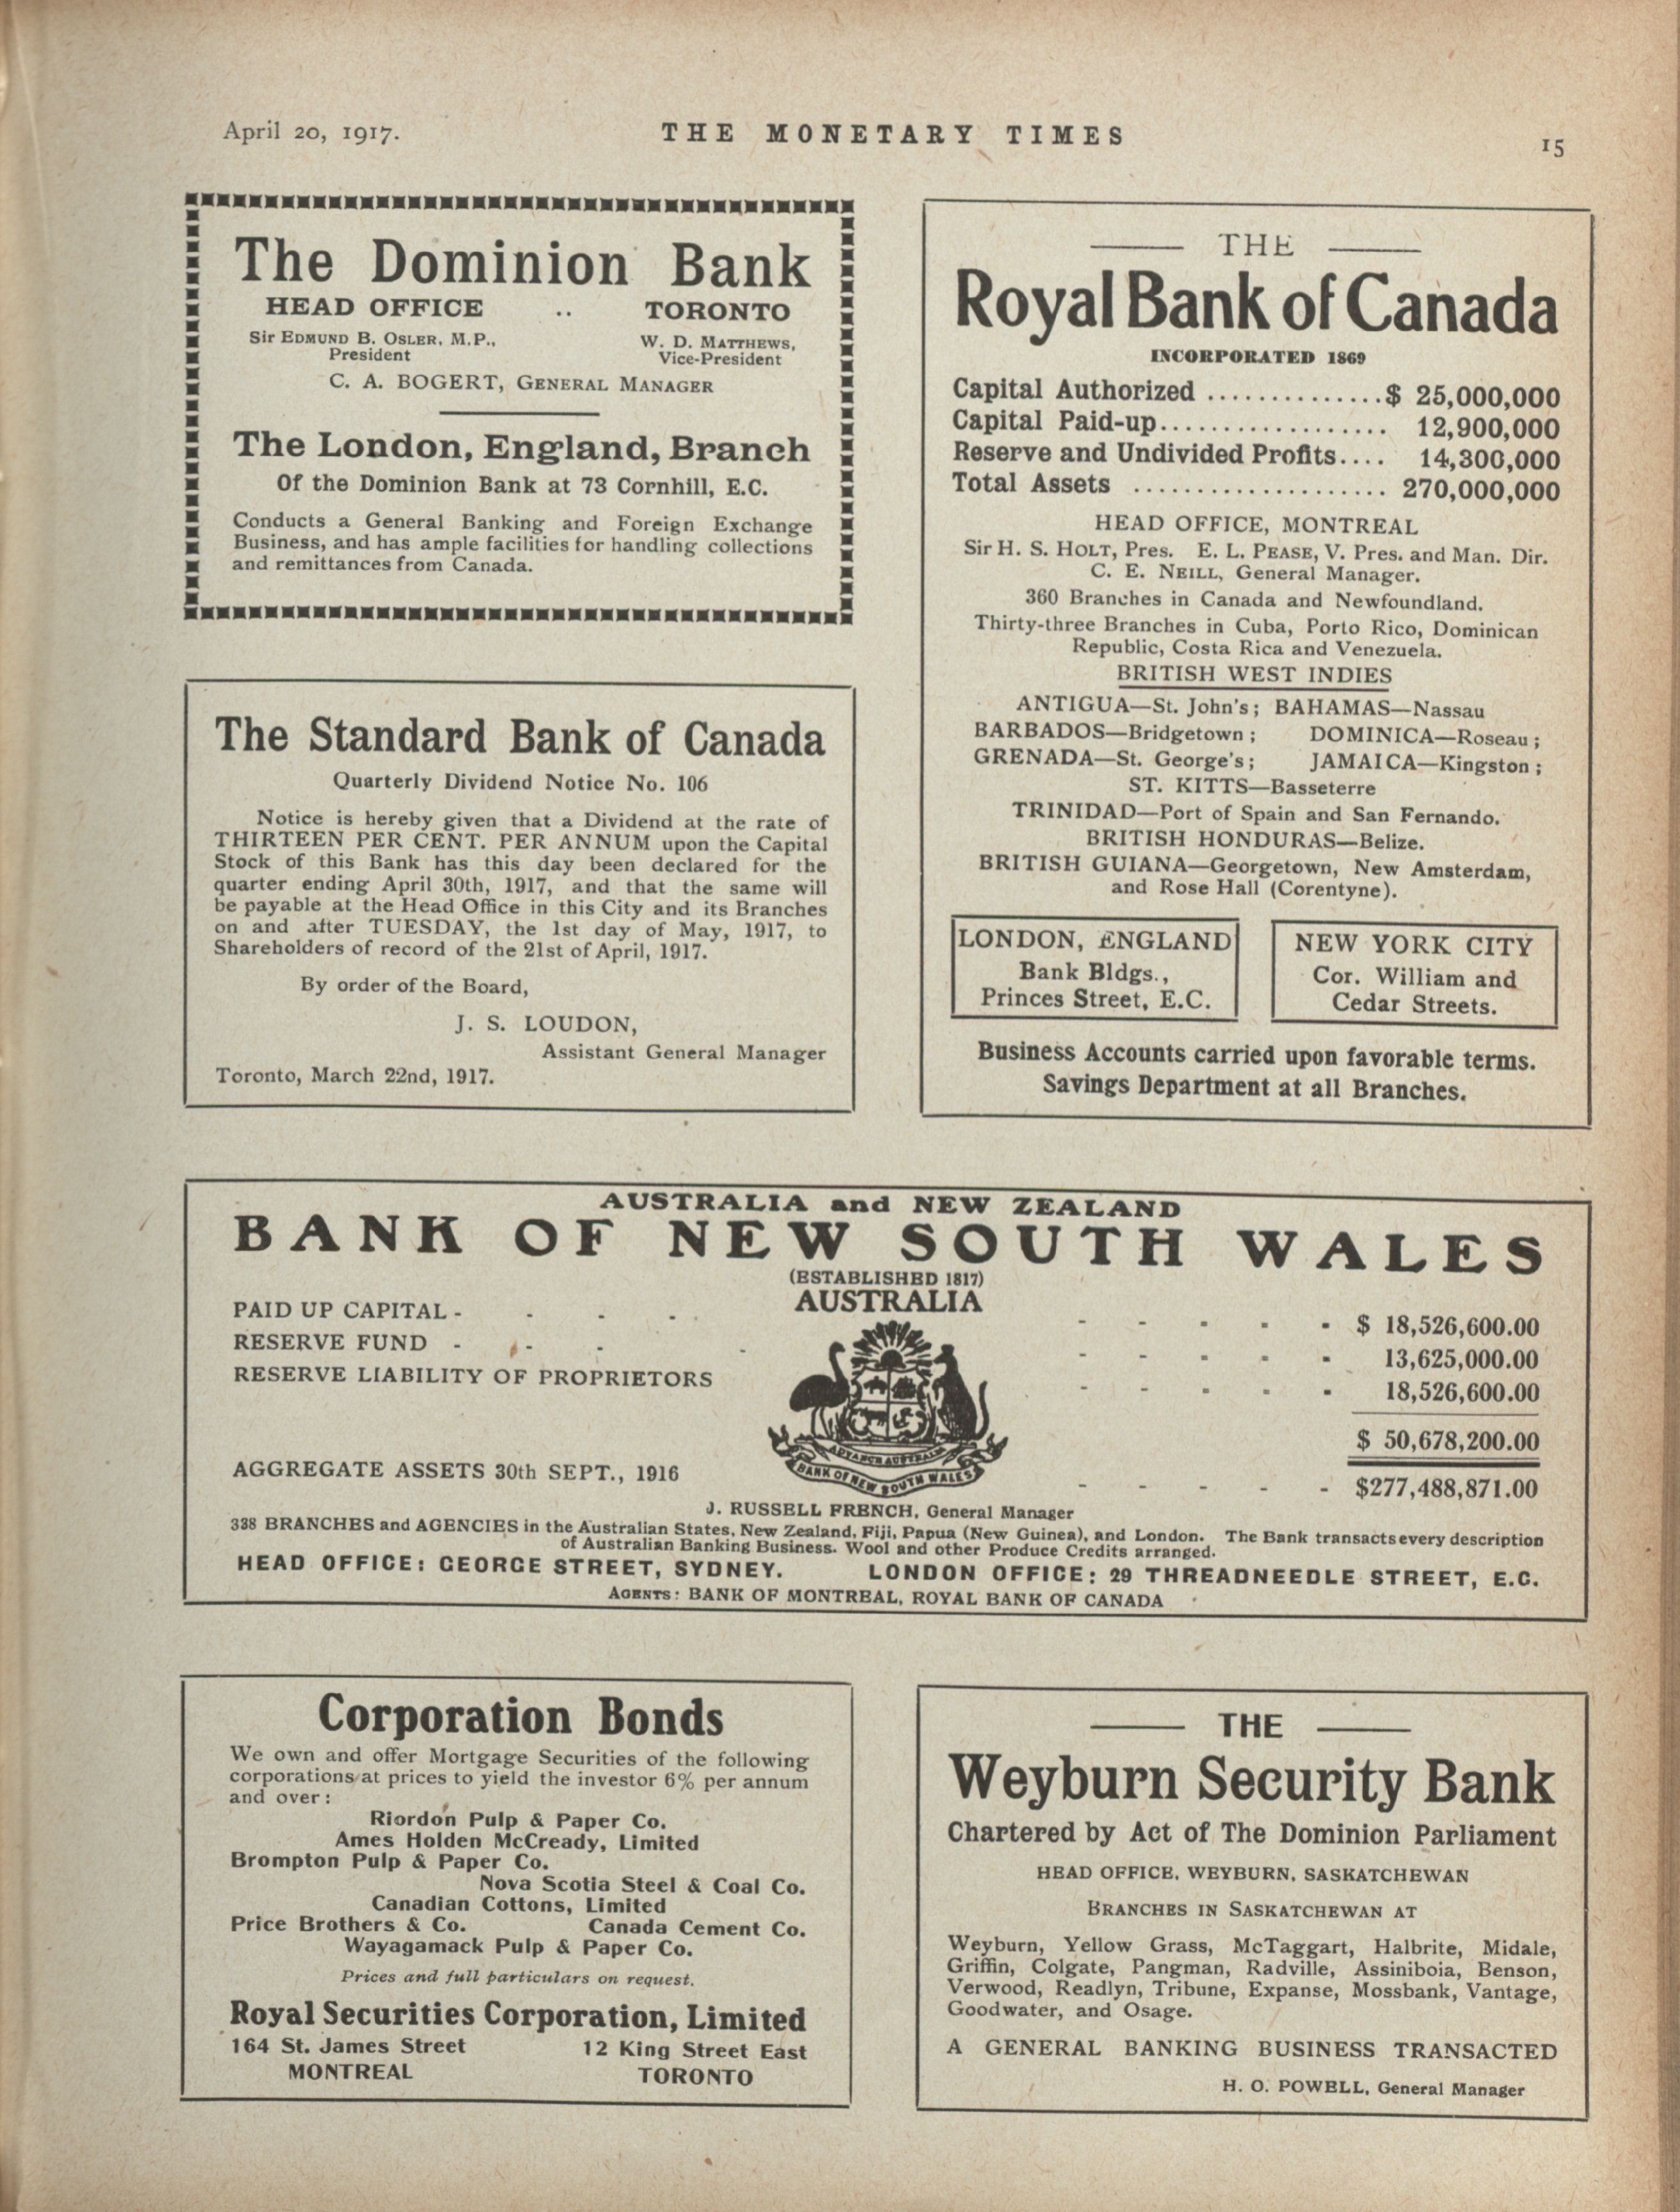 April 20, 1917.
THE MONETARY TIMES
15
The Dominion Bank
HEAD OFFICE .. TORONTO
Sir EDMUND B. OSLER, M.P., W. D. MATTHEWS,
President Vice-President
C. A. BOGERT, GENERAL MANAGER
The London, England, Branch
Of the Dominion Bank at 73 Cornhill, E.C.
Conducts a General Banking and Foreign Exchange
Business, and has ample facilities for handling collections
and remittances from Canada.
The Standard Bank of Canada
Quarterly Dividend Notice No. 106
Notice is hereby given that a Dividend at the rate of
THIRTEEN PER CENT. PER ANNUM upon the Capital
Stock of this Bank has this day been declared for the
quarter ending April 30th, 1917, and that the same will
be payable at the Head Office in this City and its Branches
on and after TUESDAY, the 1st day of May, 1917, to
Shareholders of record of the 21st of April, 1917.
By order of the Board,
J. S. LOUDON,
Assistant General Manager
Toronto, March 22nd, 1917.
THE
Royal Bank of Canada
INCORPORATED 1869
Capital Authorized ..............$ 25,000,000
Capital Paid-up.................. 12,900,000
Reserve and Undivided Profits.... 14,300,000
Total Assets .................... 270,000,000
HEAD OFFICE, MONTREAL
Sir H. S. HOLT, Pres. E. L. PEASE, V. Pres. and Man. Dir.
C. E. NEILL, General Manager.
360 Branches in Canada and Newfoundland.
Thirty-three Branches in Cuba, Porto Rico, Dominican
Republic, Costa Rica and Venezuela.
BRITISH WEST INDIES
ANTIGUA—St. John's; BAHAMAS—Nassau
BARBADOS—Bridgetown; DOMINICA—Roseau;
GRENADA—St. George's; JAMAICA—Kingston;
ST. KITTS—Basseterre
TRINIDAD—Port of Spain and San Fernando.
BRITISH HONDURAS—Belize.
BRITISH GUIANA—Georgetown, New Amsterdam,
and Rose Hall (Corentyne).
LONDON, ENGLAND
Bank Bldgs.,
Princes Street, E.C.
NEW YORK CITY
Cor. William and
Cedar Streets.
Business Accounts carried upon favorable terms.
Savings Department at all Branches.
AUSTRALIA and NEW ZEALAND
BANK OF NEW SOUTH WALES
(ESTABLISHED 1817)
AUSTRALIA
PAID UP CAPITAL - - - - - - - - - $ 18,526,600.00
RESERVE FUND - - - - - - - - - 13,625,000.00
RESERVE LIABILITY OF PROPRIETORS - - - - - 18,526,600.00
$ 50,678,200.00
AGGREGATE ASSETS 30th SEPT., 1916 - - - - - $277,488,871.00
ADVANCE AUSTRALIA
BANK OF NEW SOUTH WALES
J. RUSSELL FRENCH, General Manager
338 BRANCHES and AGENCIES in the Australian States, New Zealand, Fiji, Papua (New Guinea), and London. The Bank transacts every description
of Australian Banking Business. Wool and other Produce Credits arranged.
HEAD OFFICE: GEORGE STREET, SYDNEY. LONDON OFFICE: 29 THREADNEEDLE STREET, E.C.
AGENTS: BANK OF MONTREAL, ROYAL BANK OF CANADA
Corporation Bonds
We own and offer Mortgage Securities of the following
corporations at prices to yield the investor 6% per annum
and over:
Riordon Pulp & Paper Co.
Ames Holden McCready, Limited
Brompton Pulp & Paper Co.
Nova Scotia Steel & Coal Co.
Canadian Cottons, Limited
Price Brothers & Co. Canada Cement Co.
Wayagamack Pulp & Paper Co.
Prices and full particulars on request.
Royal Securities Corporation, Limited
164 St. James Street 12 King Street East
MONTREAL TORONTO
THE
Weyburn Security Bank
Chartered by Act of The Dominion Parliament
HEAD OFFICE, WEYBURN, SASKATCHEWAN
BRANCHES IN SASKATCHEWAN AT
Weyburn, Yellow Grass, McTaggart, Halbrite, Midale,
Griffin, Colgate, Pangman, Radville, Assiniboia, Benson,
Verwood, Readlyn, Tribune, Expanse, Mossbank, Vantage,
Goodwater, and Osage.
A GENERAL BANKING BUSINESS TRANSACTED
H. O. POWELL, General Manager